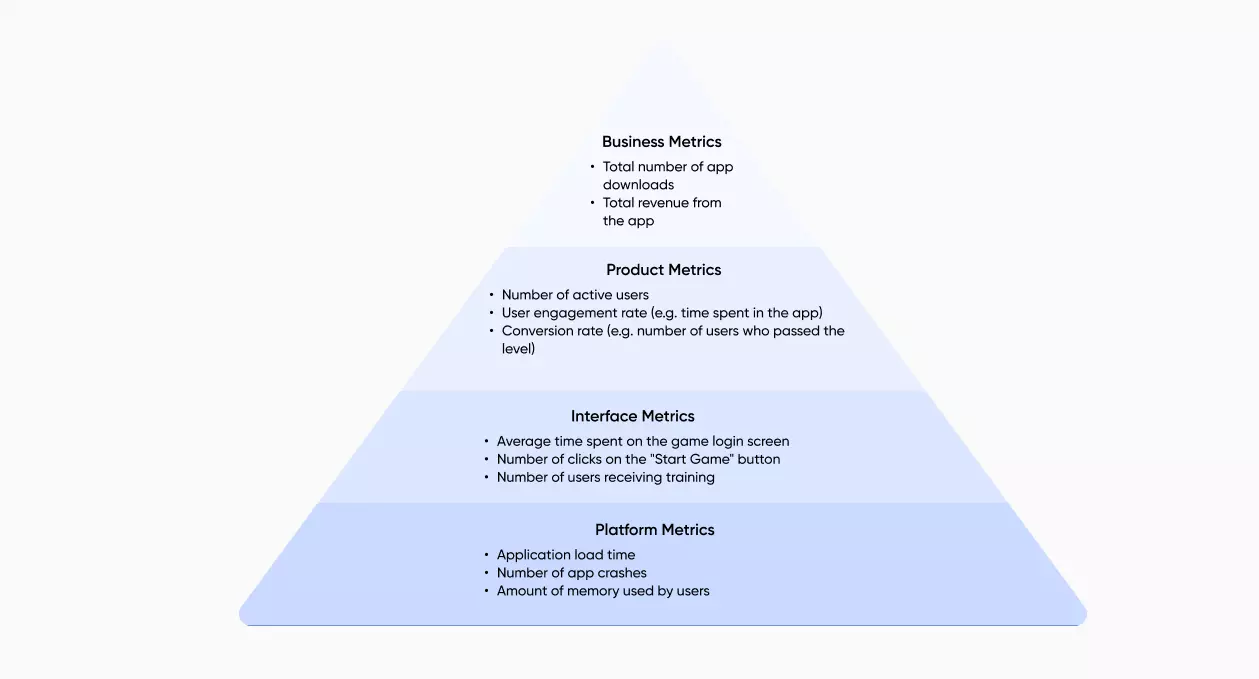 Business Metrics
• Total number of app
downloads
• Total revenue from
the app
Product Metrics
• Number of active users
• User engagement rate (e.g. time spent in the app)
• Conversion rate (e.g. number of users who passed the
level)
Interface Metrics
• Average time spent on the game login screen
• Number of clicks on the "Start Game" button
• Number of users receiving training
Platform Metrics
• Application load time
• Number of app crashes
• Amount of memory used by users